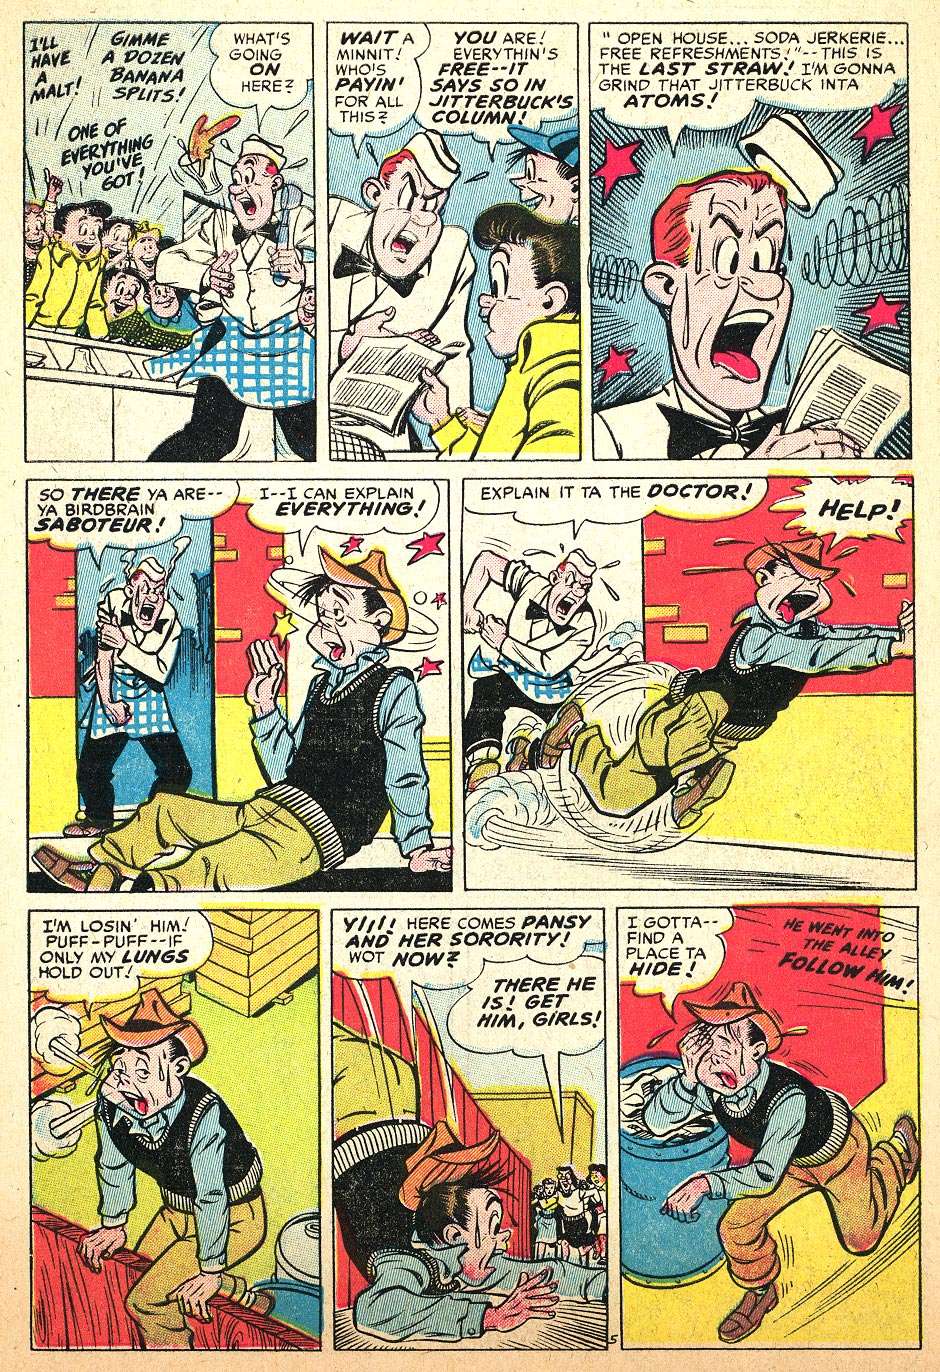 I'LL
HAVE
A
MALT!
GIMME
A DOZEN
BANANA
SPLITS!
ONE OF
EVERYTHING
YOU'VE
GOT!
WHAT'S
GOING
ON
HERE?
WAIT A
MINNIT!
WHO'S
PAYIN'
FOR ALL
THIS?
YOU ARE!
EVERYTHIN'S
FREE--IT
SAYS SO IN
JITTERBUCK'S
COLUMN!
"OPEN HOUSE... SODA JERKERIE...
FREE REFRESHMENTS!"--THIS IS
THE LAST STRAW! I'M GONNA
GRIND THAT JITTERBUCK INTA
ATOMS!
SO THERE YA ARE--
YA BIRDBRAIN
SABOTEUR!
I--I CAN EXPLAIN
EVERYTHING!
EXPLAIN IT TA THE DOCTOR!
HELP!
I'M LOSIN' HIM!
PUFF-PUFF--IF
ONLY MY LUNGS
HOLD OUT!
YIII! HERE COMES PANSY
AND HER SORORITY!
WOT NOW?
THERE HE
IS! GET
HIM, GIRLS!
I GOTTA--
FIND A
PLACE TA
HIDE!
HE WENT INTO
THE ALLEY
FOLLOW HIM!
5